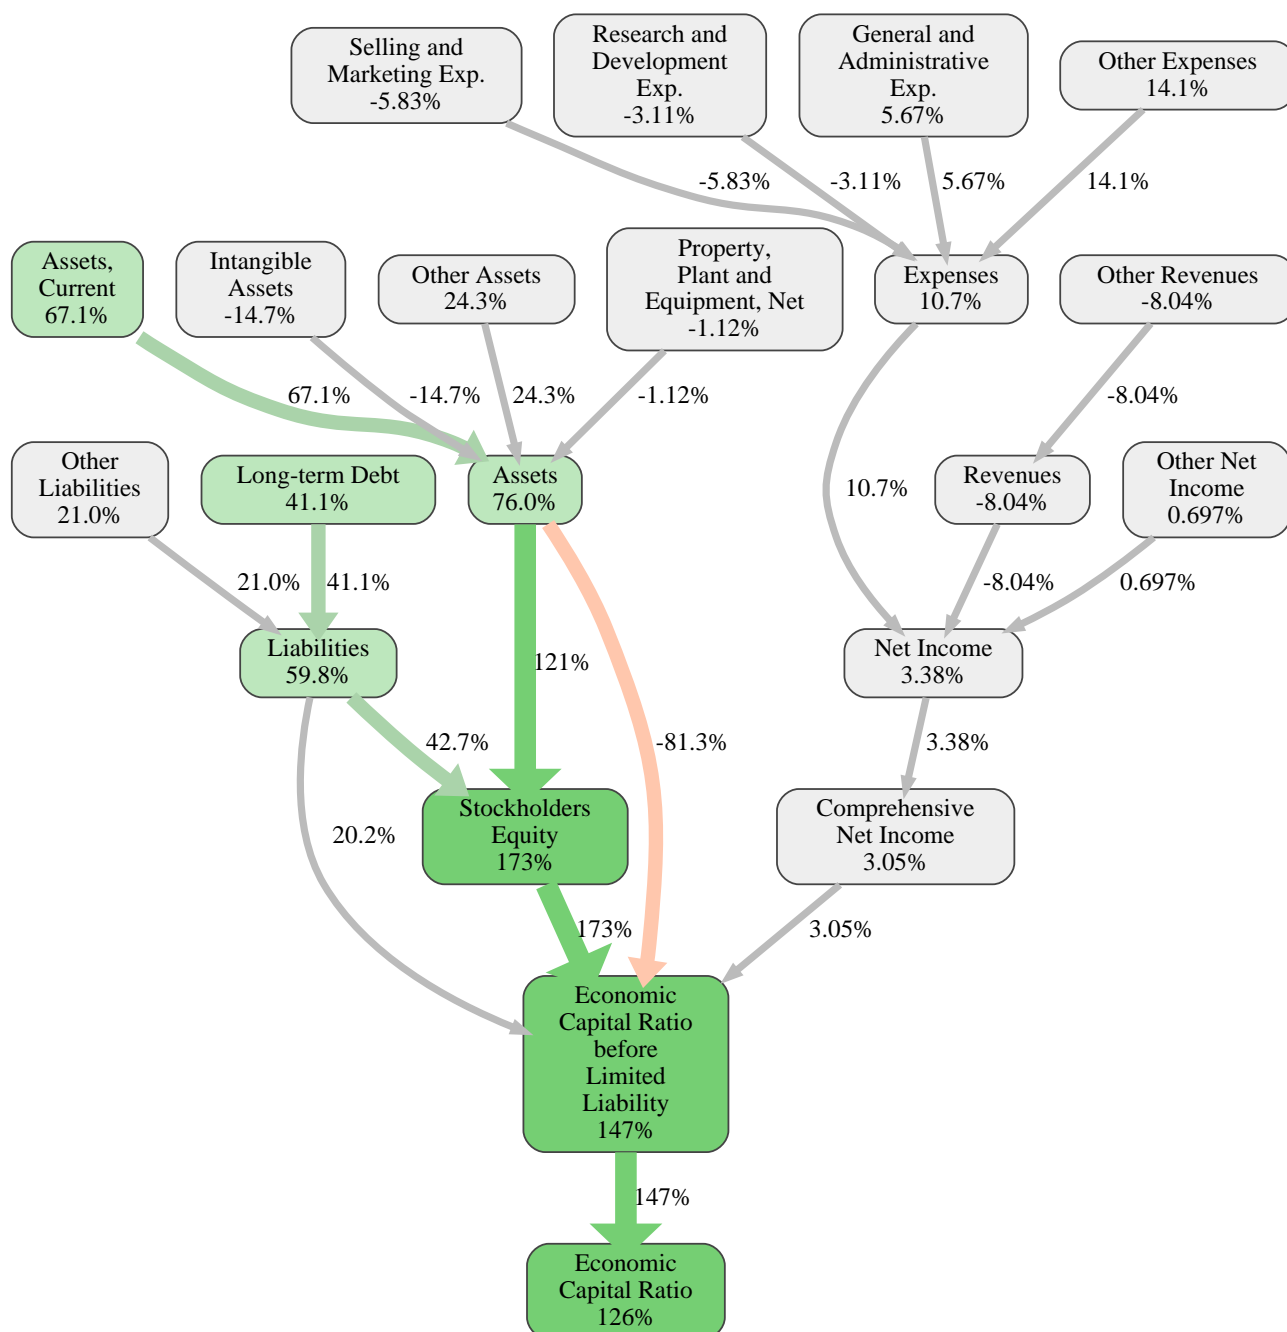 Selling and
Marketing Exp.
-5.83%
Research and
Development
Exp.
-3.11%
General and
Administrative
Exp.
5.67%
Other Expenses
14.1%
-5.83%
-3.11%
5.67%
14.1%
Assets,
Current
67.1%
Intangible
Assets
-14.7%
Other Assets
24.3%
Property,
Plant and
Equipment, Net
-1.12%
Expenses
10.7%
Other Revenues
-8.04%
67.1%
-14.7%
24.3%
-1.12%
-8.04%
Other
Liabilities
21.0%
Long-term Debt
41.1%
Assets
76.0%
10.7%
Revenues
-8.04%
Other Net
Income
0.697%
21.0%
41.1%
-8.04%
0.697%
Liabilities
59.8%
121%
Net Income
3.38%
42.7%
-81.3%
3.38%
20.2%
Stockholders
Equity
173%
Comprehensive
Net Income
3.05%
173%
3.05%
Economic
Capital Ratio
before
Limited
Liability
147%
147%
Economic
Capital Ratio
126%